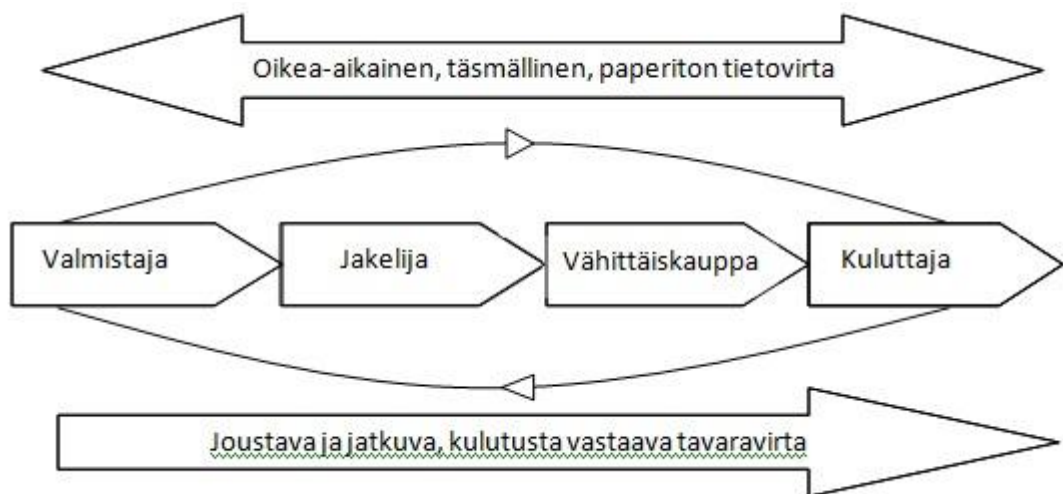 Oikea-aikainen, täsmällinen, paperiton tietovirta
Valmistaja
Jakelija
Vähittäiskauppa
Kuluttaja
Joustava ja jatkuva, kulutusta vastaava tavaravirta